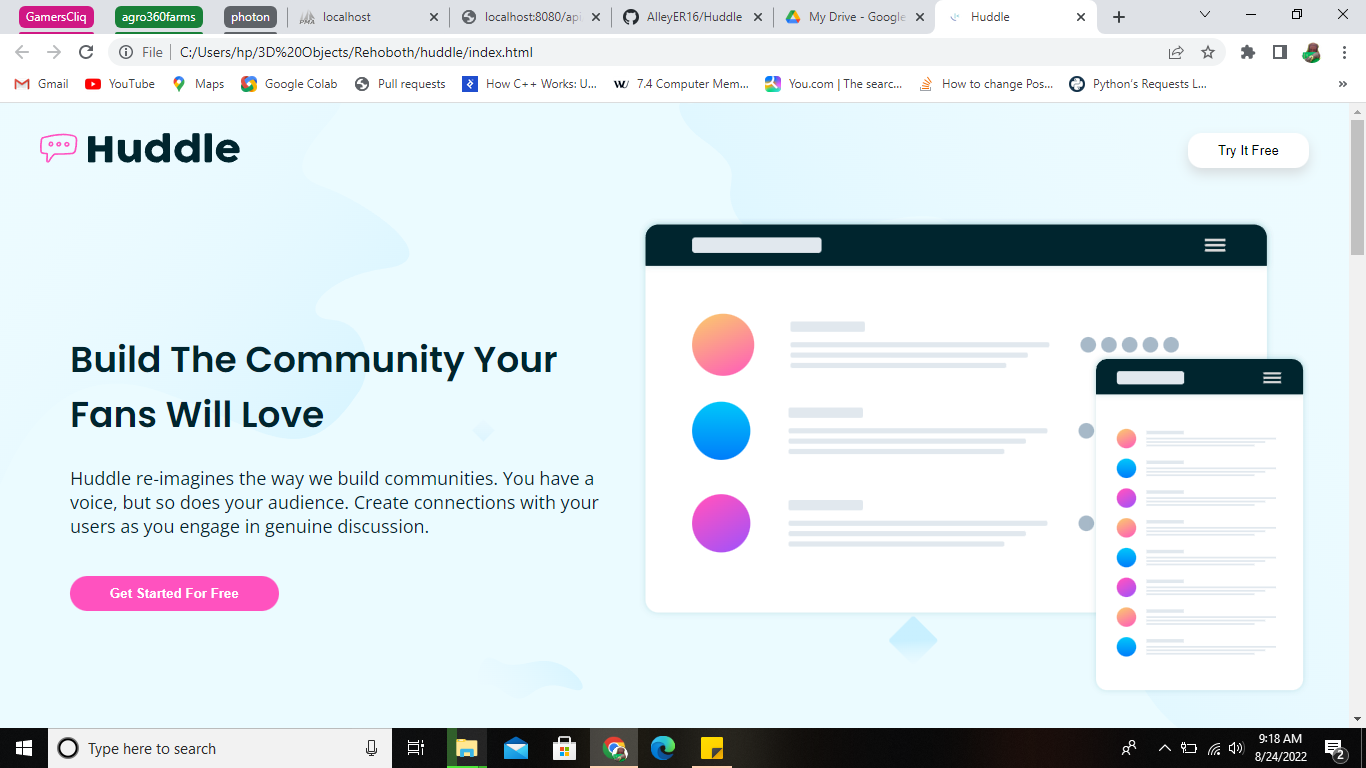 GamersCliq
agro360farms
photon
localhost
localhost:8080/api
AlleyER16/Huddle
My Drive - Google
Huddle
File
C:/Users/hp/3D%20Objects/Rehoboth/huddle/index.html
Gmail
YouTube
Maps
Google Colab
Pull requests
How C++ Works: U...
7.4 Computer Mem...
You.com | The searc...
How to change Pos...
Python's Requests L...
Huddle
Try It Free
Build The Community Your
Fans Will Love
Huddle re-imagines the way we build communities. You have a
voice, but so does your audience. Create connections with your
users as you engage in genuine discussion.
Get Started For Free
Type here to search
9:18 AM
8/24/2022
2